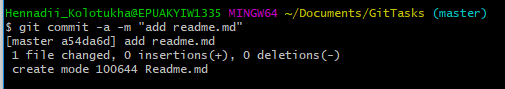 Hennadii_Kolotukha@EPUAKYIW1335 MINGW64 ~/Documents/GitTasks (master)
$ git commit -a -m "add readme.md"
[master a54da6d] add readme.md
 1 file changed, 0 insertions(+), 0 deletions(-)
 create mode 100644 Readme.md